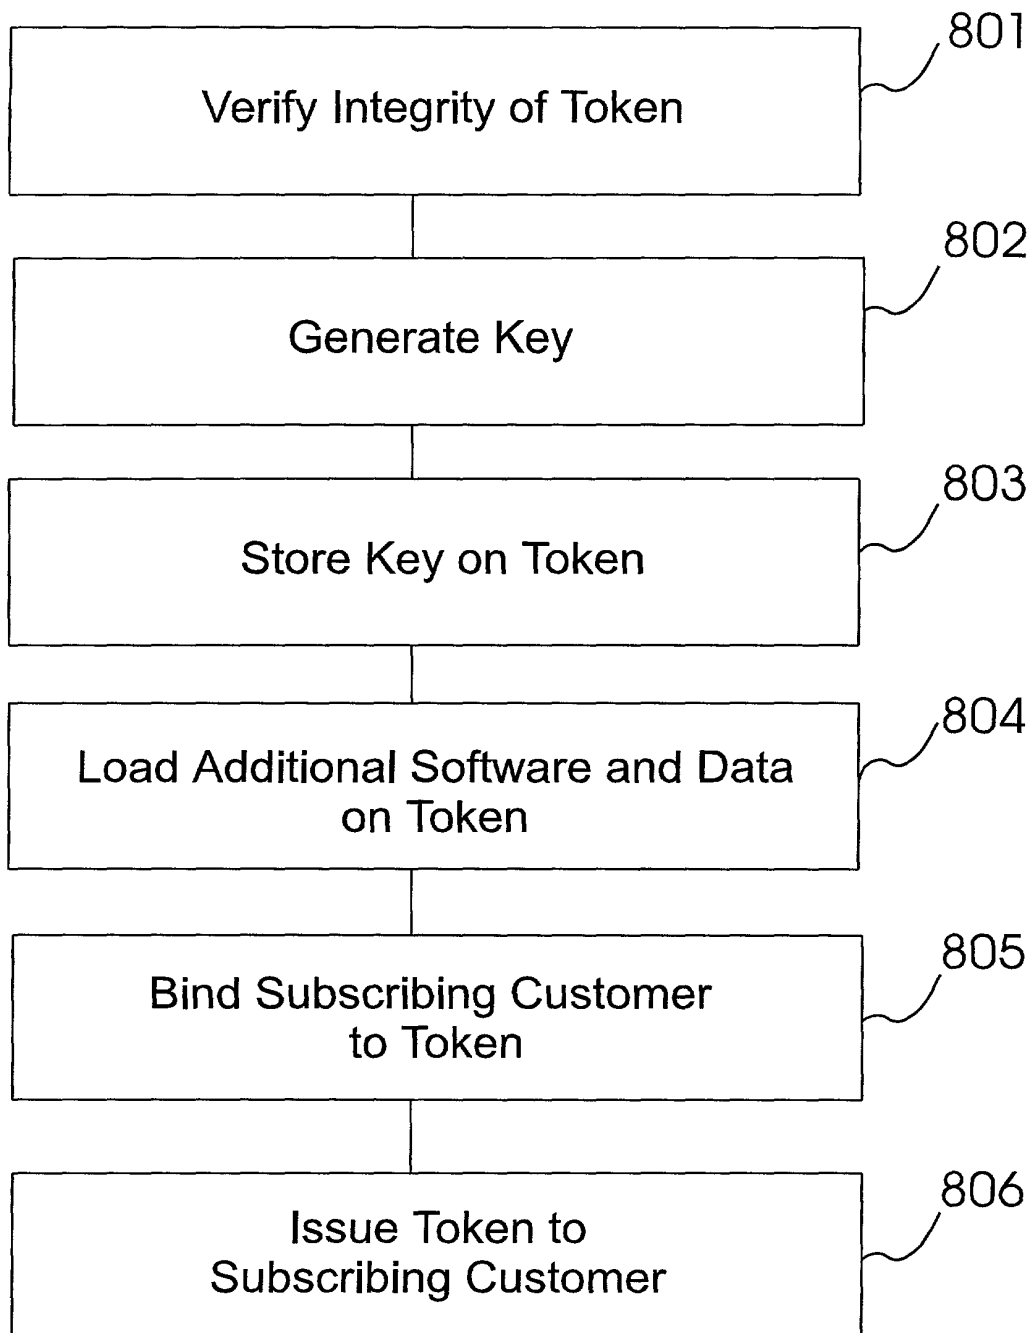 801
Verify Integrity of Token
802
Generate Key
803
Store Key on Token
804
Load Additional Software and Data
on Token
805
Bind Subscribing Customer
to Token
806
Issue Token to
Subscribing Customer